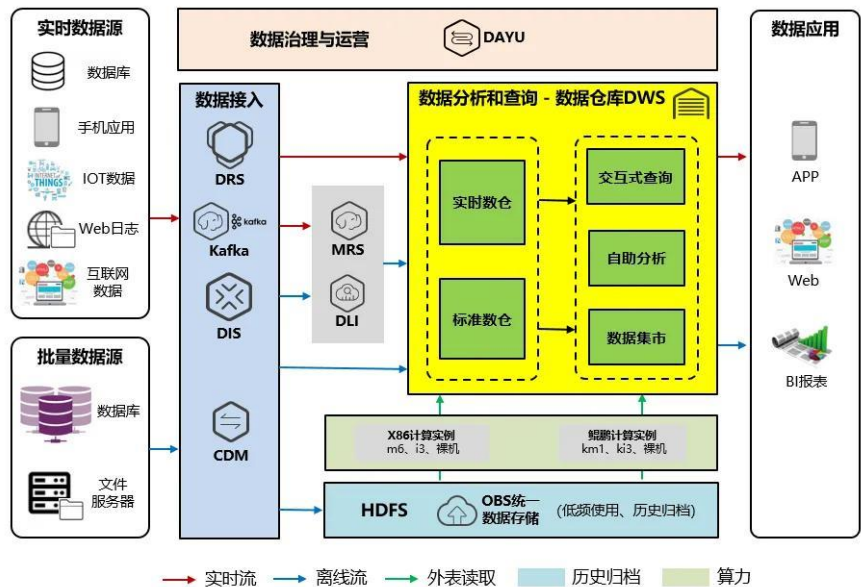 实时数据源
数据库
手机应用
INTERNET
THINGS
IOT数据
Web日志
互联网
数据
批量数据源
数据库
文件
服务器
数据治理与运营
DAYU
数据接入
DRS
kafka
Kafka
DIS
CDM
MRS
DLI
数据分析和查询 - 数据仓库DWS
实时数仓
标准数仓
交互式查询
自助分析
数据集市
X86计算实例
m6、i3、裸机
鲲鹏计算实例
km1、ki3、裸机
HDFS
OBS统一
数据存储
(低频使用、历史归档)
数据应用
APP
Web
BI报表
实时流
离线流
外表读取
历史归档
算力